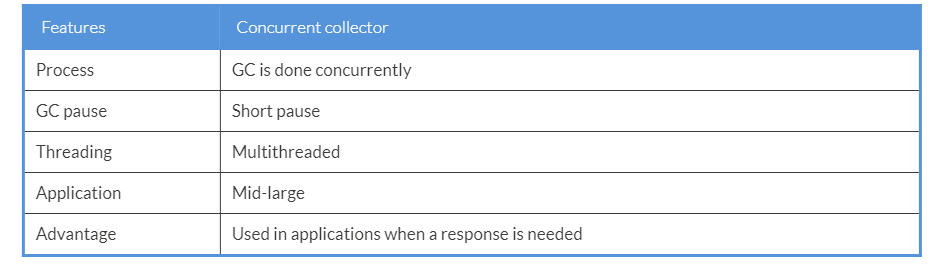 Features Concurrent collector
Process GC is done concurrently
GC pause Short pause
Threading Multithreaded
Application Mid-large
Advantage Used in applications when a response is needed